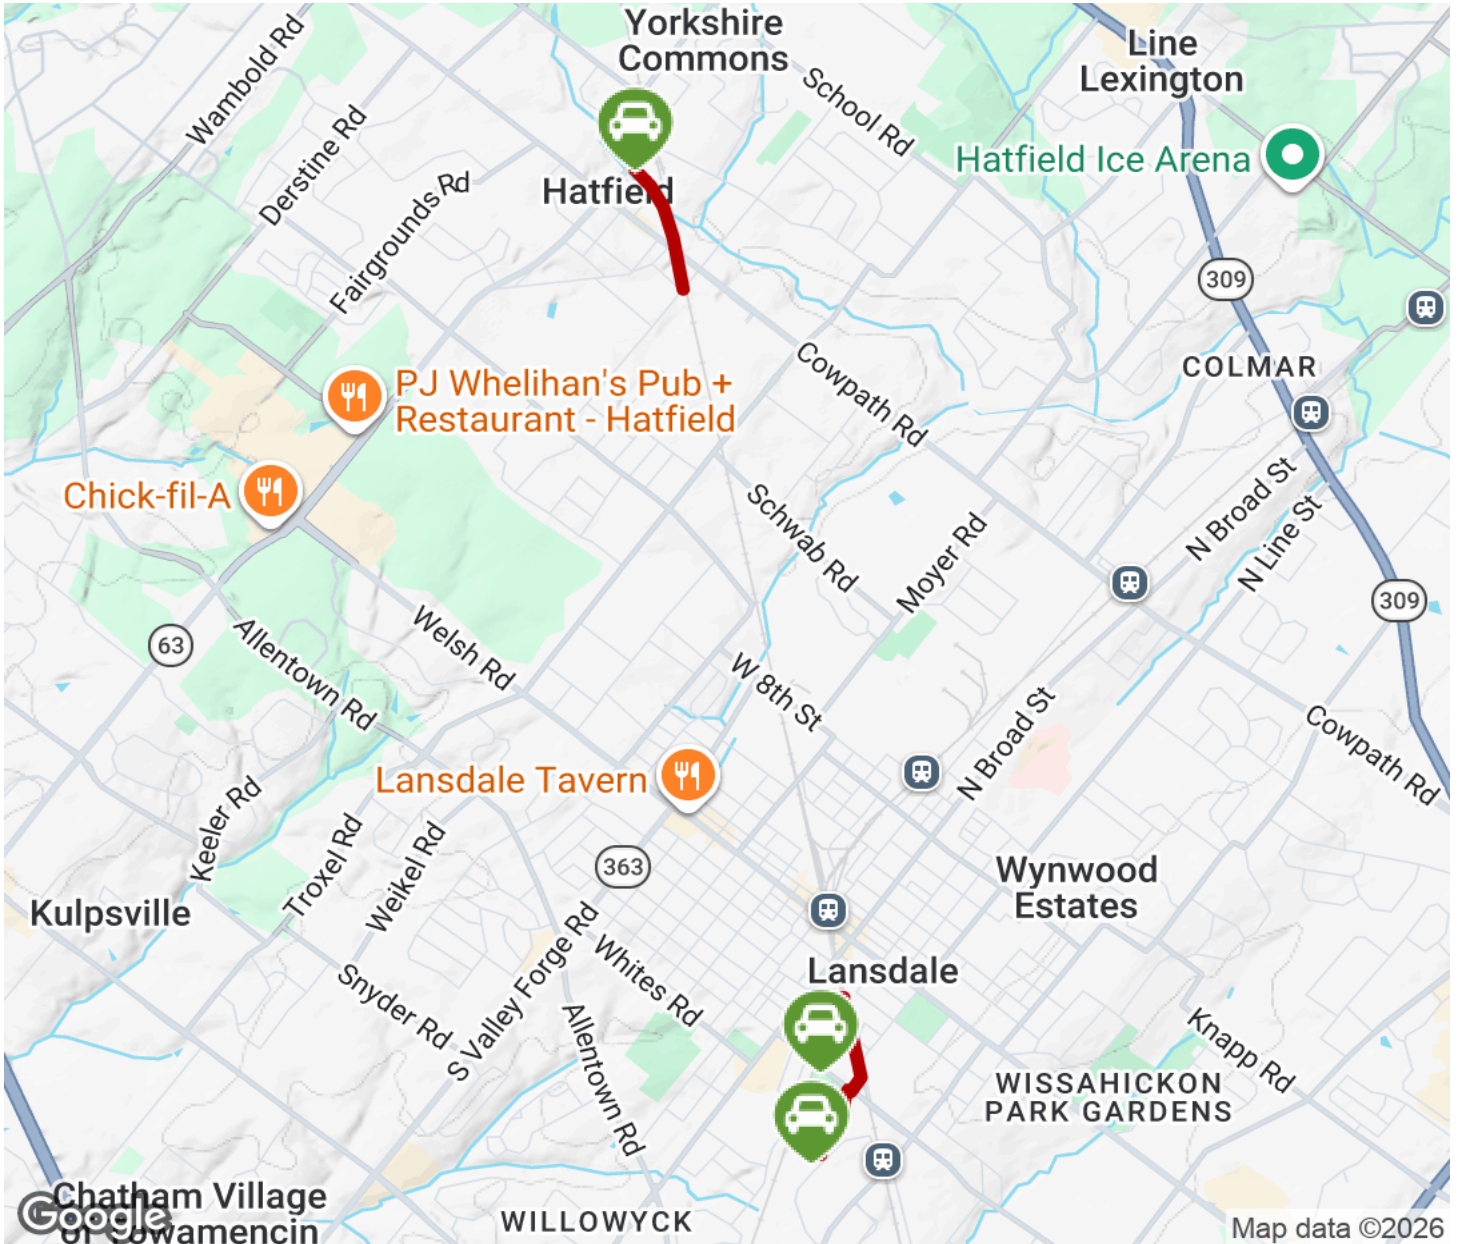 Yorkshire
Commons
Line
Lexington
Wambold Rd
School Rd
Derstine Rd
Hatfield Ice Arena
Fairgrounds Rd
Hatfield
309
COLMAR
PJ Whelihan's Pub +
Restaurant - Hatfield
Cowpath Rd
Chick-fil-A
N Broad St
Schwab Rd
N Line St
Moyer Rd
309
63
Allentown Rd
Welsh Rd
W 8th St
N Broad St
Cowpath Rd
Lansdale Tavern
Keeler Rd
Troxel Rd
Weikel Rd
363
Wynwood
Estates
Kulpsville
S Valley Forge Rd
Whites Rd
Lansdale
Snyder Rd
Allentown Rd
Knapp Rd
WISSAHICKON
PARK GARDENS
Chatham Village
of Towamencin
Google
WILLOWYCK
Map data ©2026